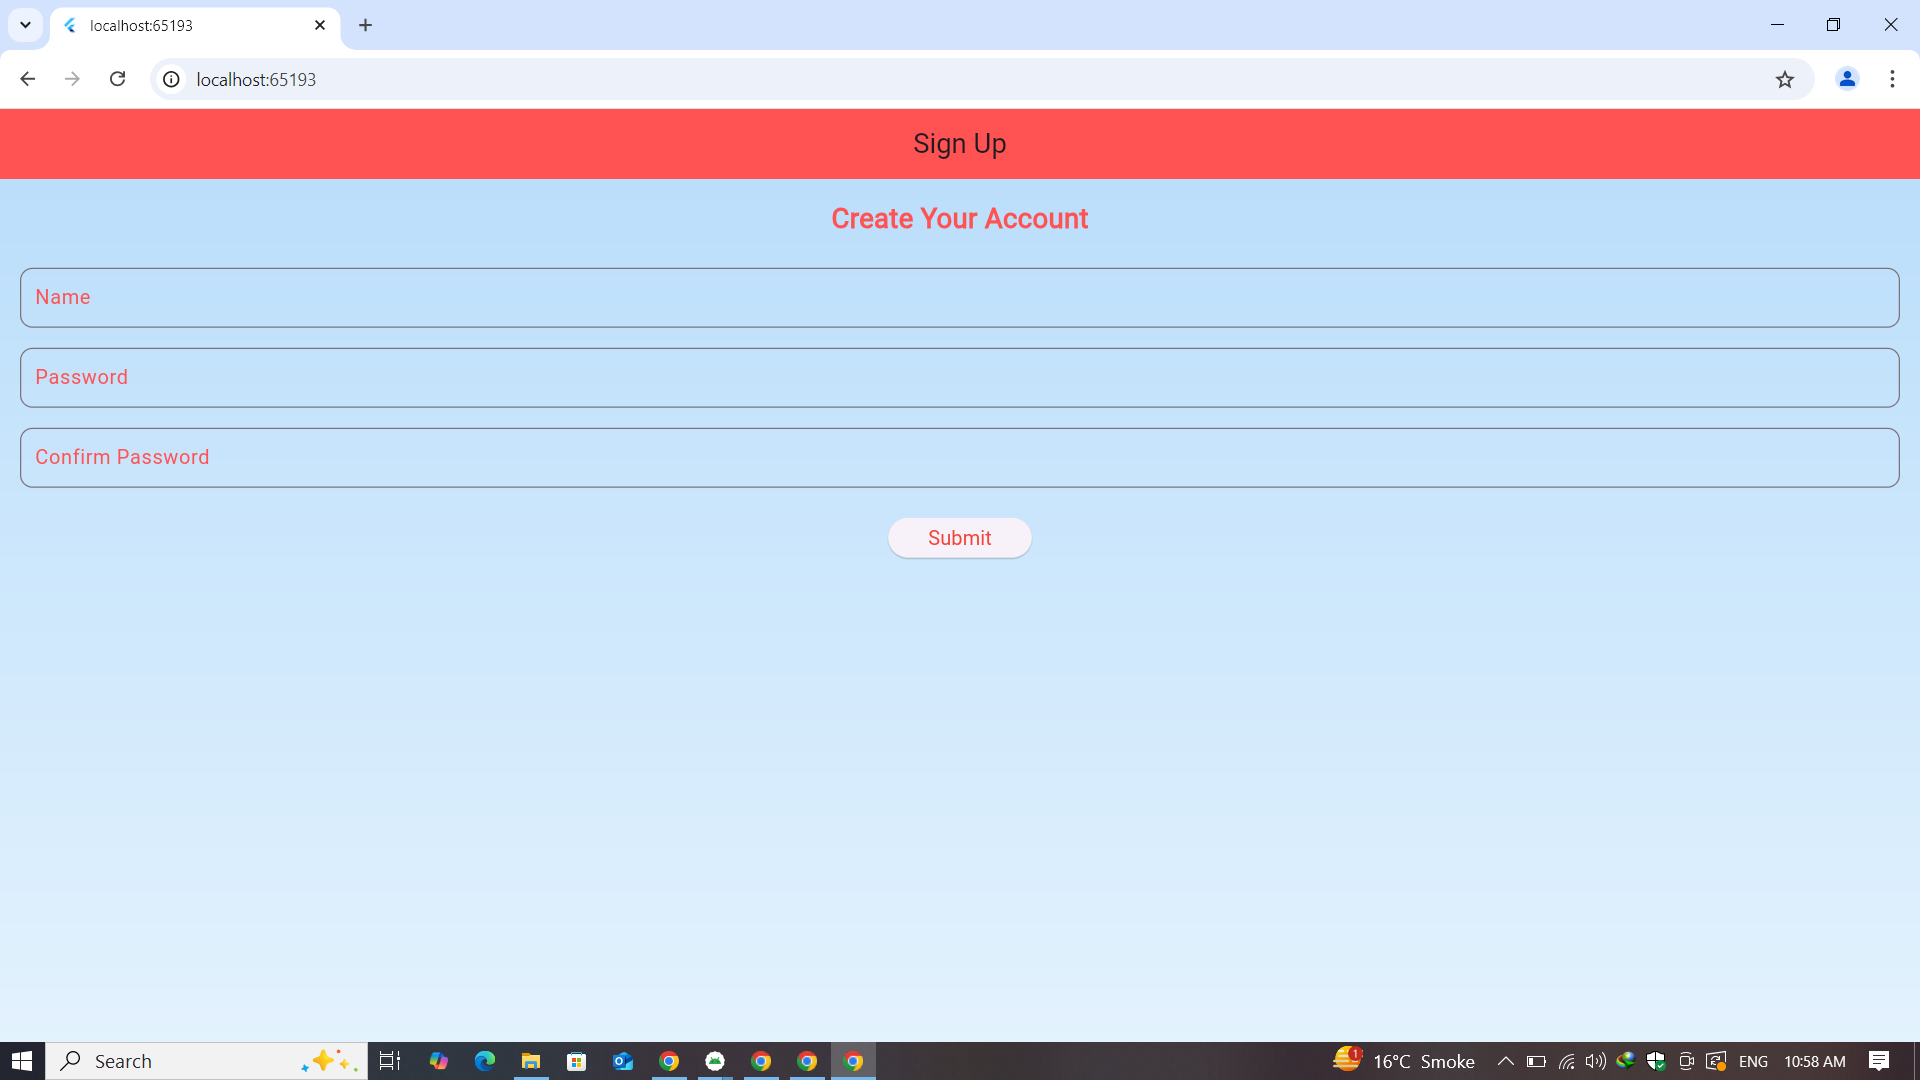 localhost:65193
localhost:65193
Sign Up
Create Your Account
Name
Password
Confirm Password
Submit
Search
1
16°C Smoke
ENG
10:58 AM